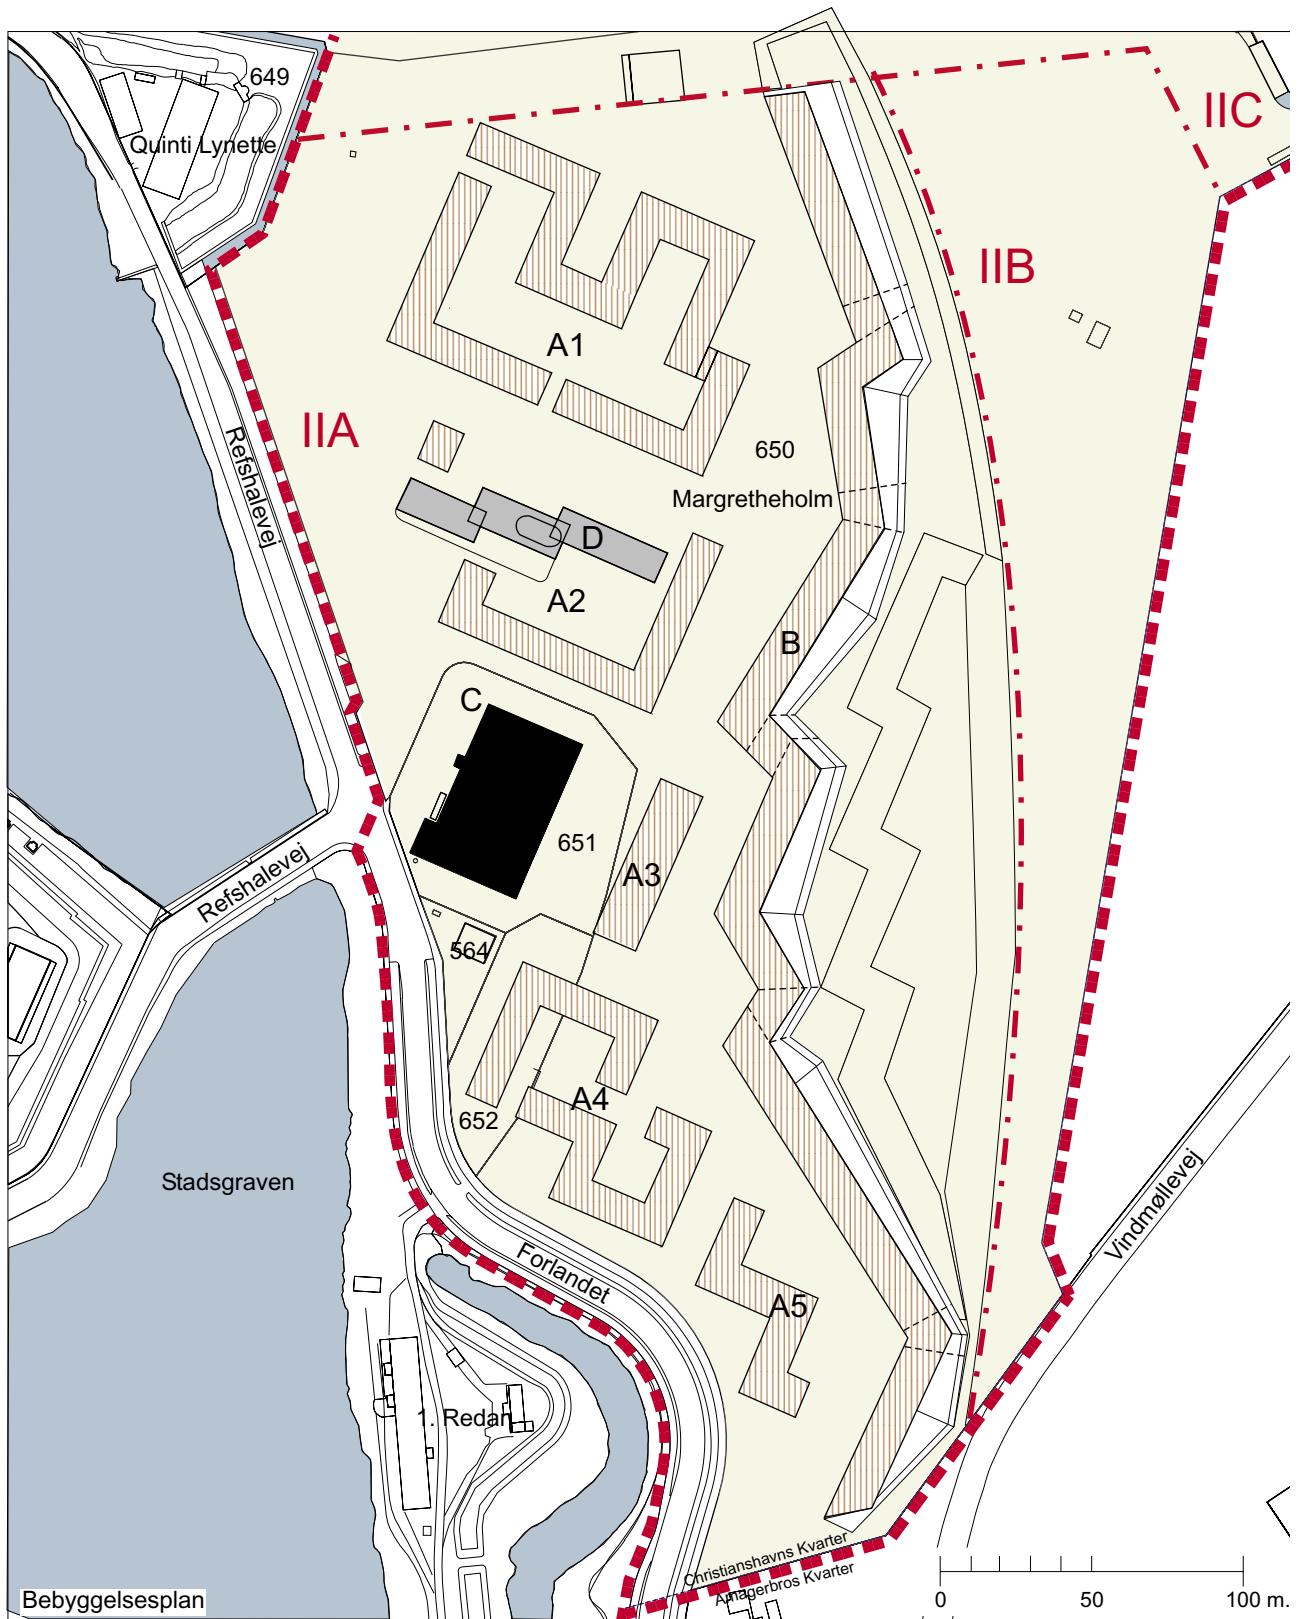 649
Quinti Lynette
IIC
IIB
A1
IIA
Refshalevej
650
Margretheholm
D
A2
B
C
651
A3
Refshalevej
564
A4
652
Stadsgraven
Vindmøllevej
Forlandet
A5
1. Redan
Christianshavns Kvarter
Amagerbros Kvarter
Bebyggelsesplan
0 50 100 m.